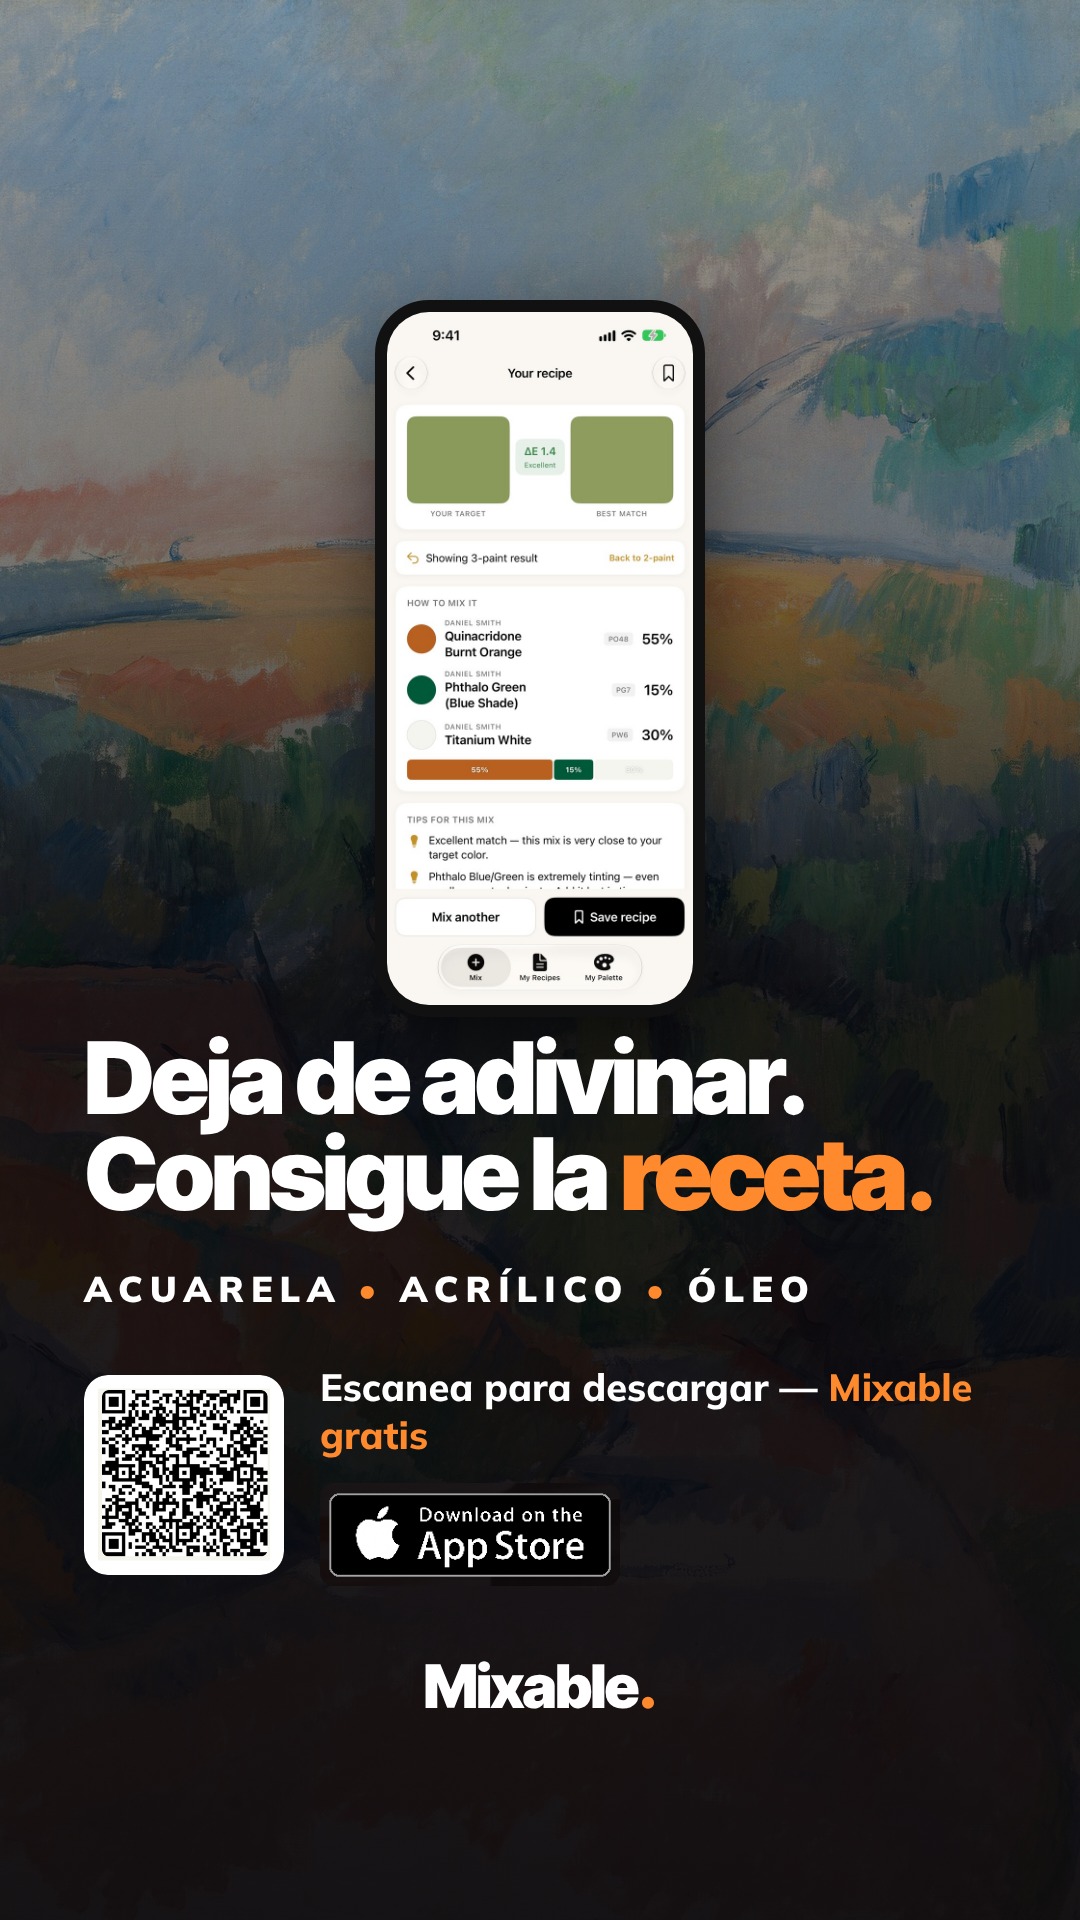 9:41
Your recipe
ΔE 1.4
Excellent
YOUR TARGET
BEST MATCH
Showing 3-paint result
Back to 2-paint
HOW TO MIX IT
DANIEL SMITH
Quinacridone
Burnt Orange
PO48
55%
DANIEL SMITH
Phthalo Green
(Blue Shade)
PG7
15%
DANIEL SMITH
Titanium White
PW6
30%
55%
15%
TIPS FOR THIS MIX
Excellent match — this mix is very close to your
target color.
Phthalo Blue/Green is extremely tinting — even
Mix another
Save recipe
Mix
My Recipes
My Palette
Deja de adivinar.
Consigue la receta.
ACUARELA • ACRÍLICO • ÓLEO
Escanea para descargar — Mixable
gratis
Download on the
App Store
Mixable.